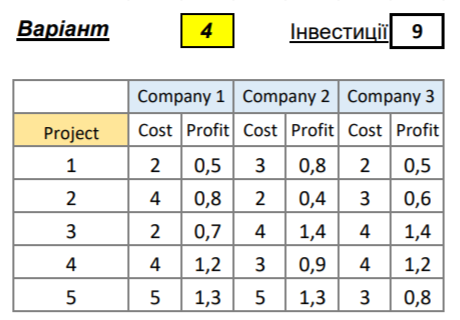 Варіант 4 Інвестиції 9
Company 1 Company 2 Company 3
Project Cost Profit Cost Profit Cost Profit
1 2 0,5 3 0,8 2 0,5
2 4 0,8 2 0,4 3 0,6
3 2 0,7 4 1,4 4 1,4
4 4 1,2 3 0,9 4 1,2
5 5 1,3 5 1,3 3 0,8